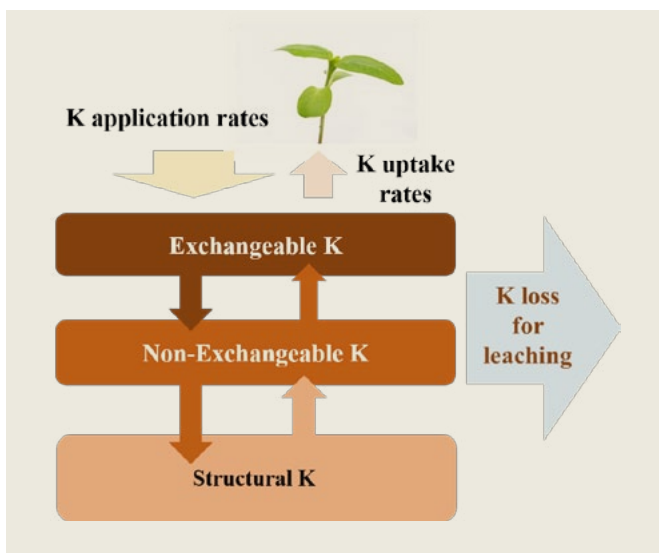 K application rates
K uptake
rates
Exchangeable K
K loss
for
leaching
Non-Exchangeable K
Structural K